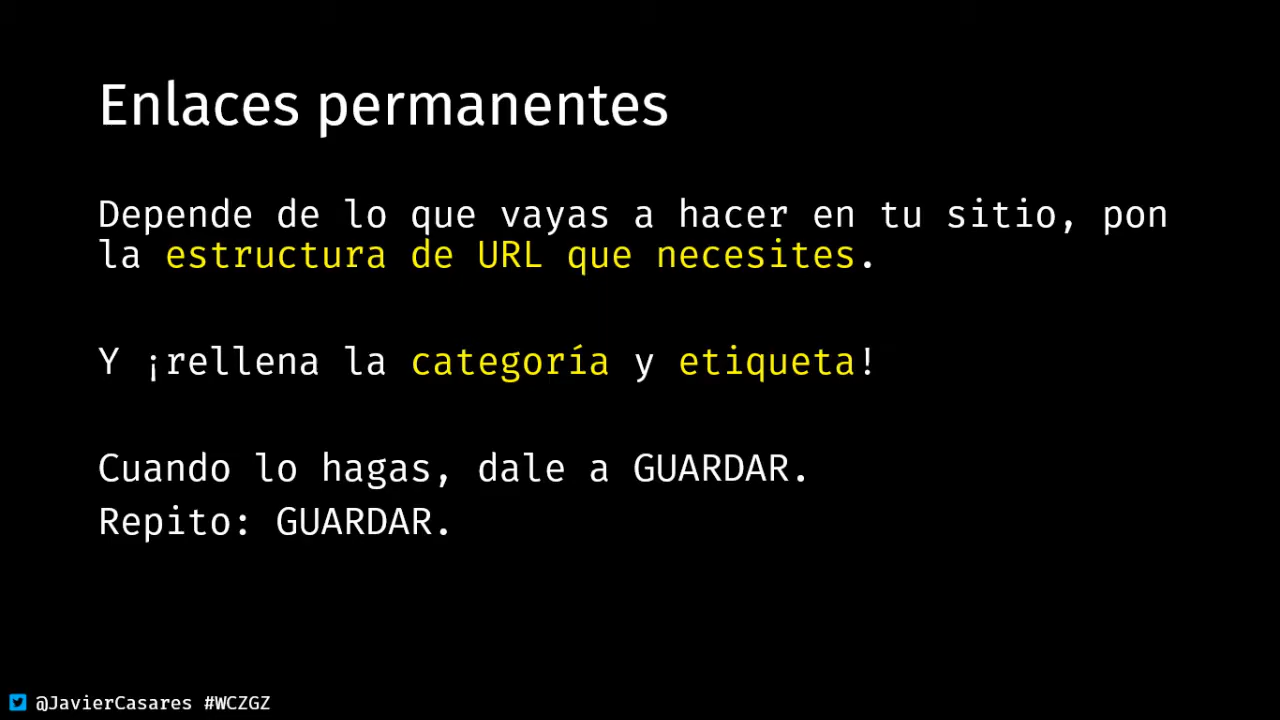 Enlaces permanentes
Depende de lo que vayas a hacer en tu sitio, pon
la estructura de URL que necesites.
Y ¡rellena la categoría y etiqueta!
Cuando lo hagas, dale a GUARDAR.
Repito: GUARDAR.
@JavierCasares #WCZGZ